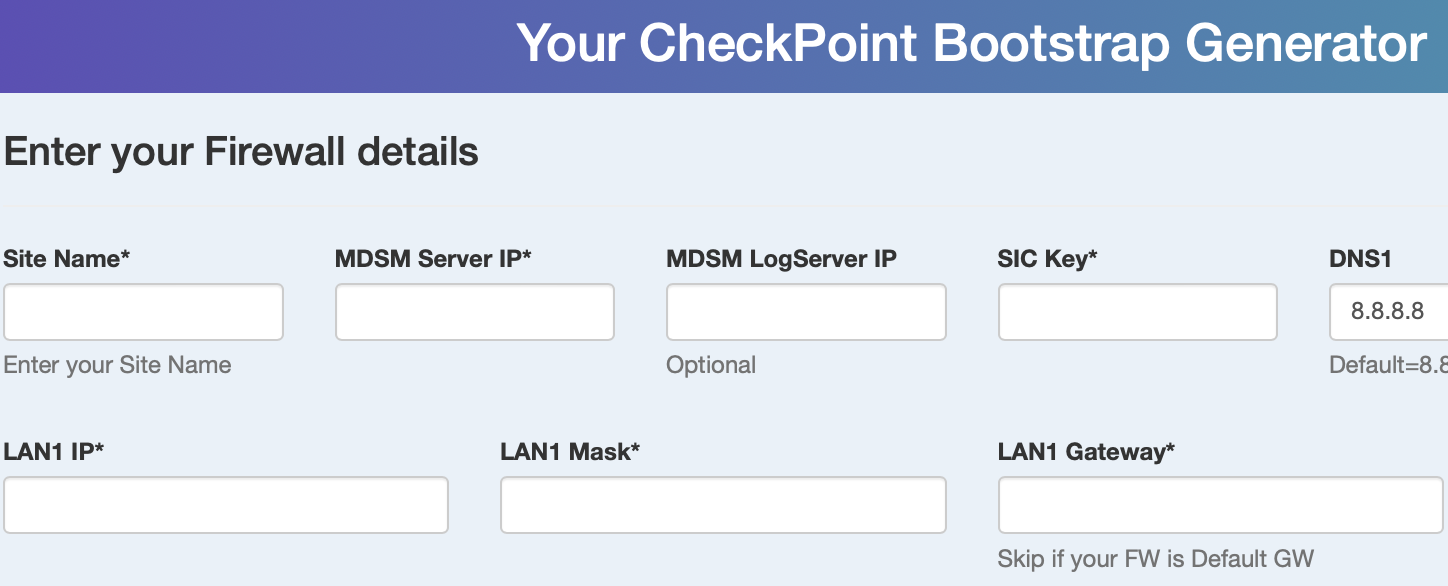 Your CheckPoint Bootstrap Generator
Enter your Firewall details
Site Name* MDSM Server IP* MDSM LogServer IP SIC Key* DNS1
8.8.8.8
Enter your Site Name Optional Default=8.8
LAN1 IP* LAN1 Mask* LAN1 Gateway*
Skip if your FW is Default GW